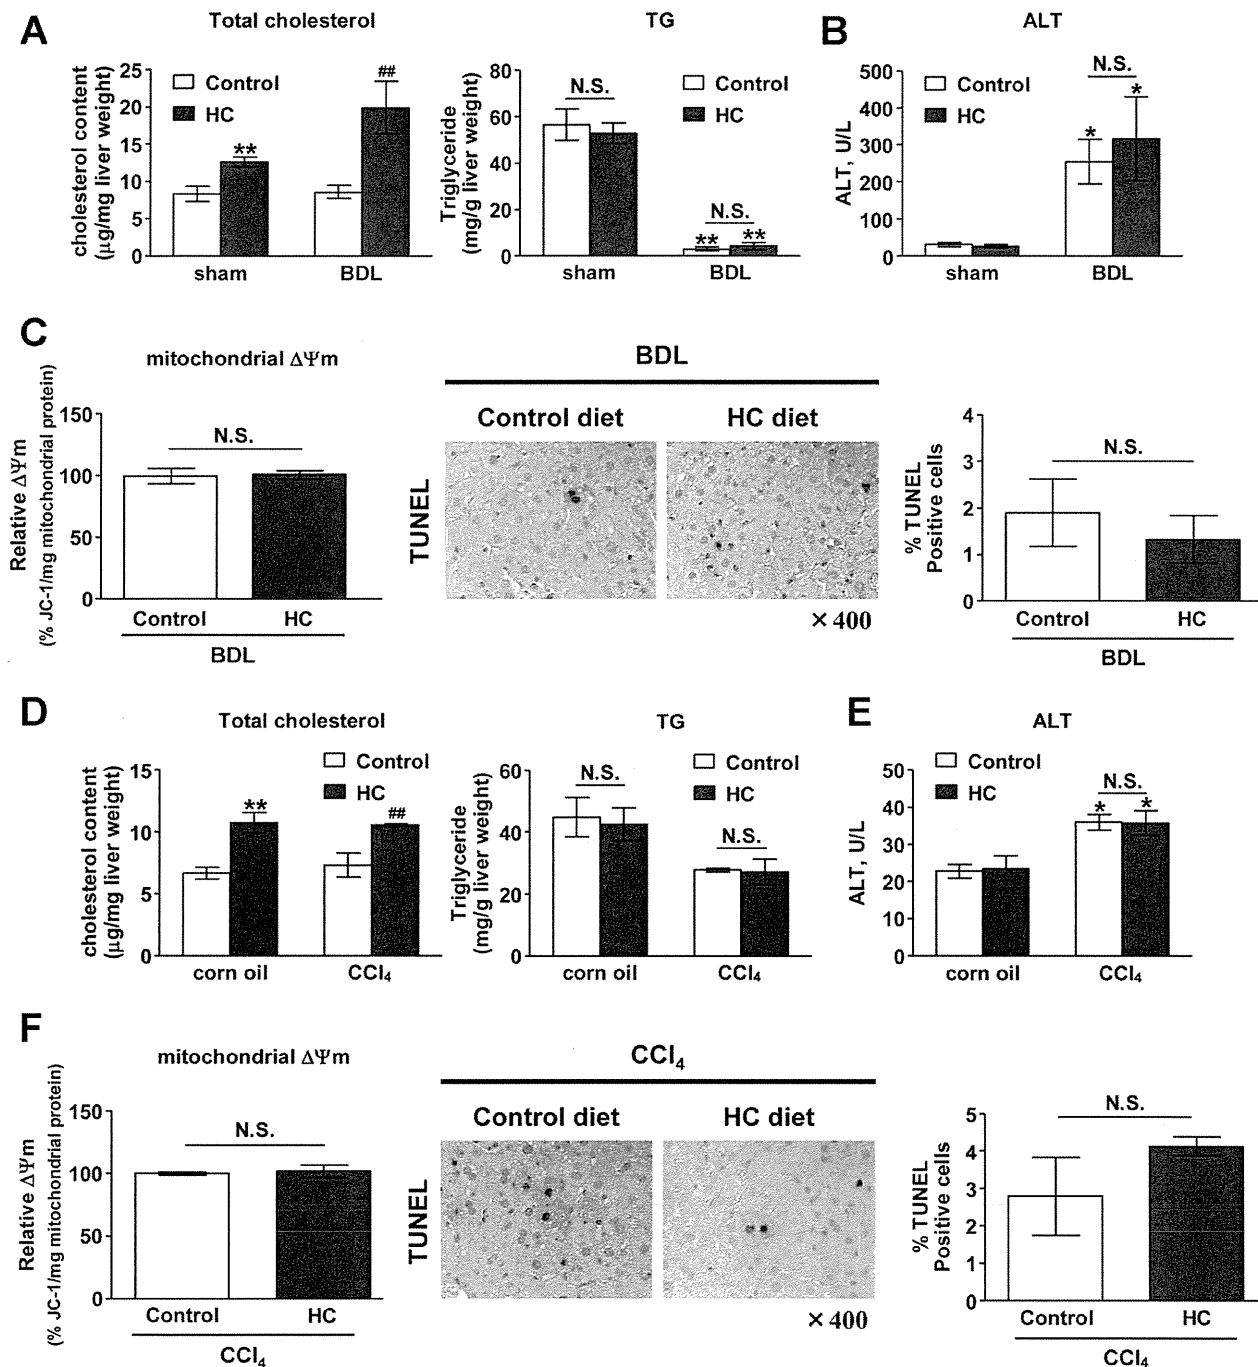 A
Total cholesterol
cholesterol content
(µg/mg liver weight)
25
20
15
10
5
0
Control
HC
**
##
sham
BDL
TG
Triglyceride
(mg/g liver weight)
80
60
40
20
0
N.S.
Control
HC
N.S.
**
**
sham
BDL
B
ALT
ALT, U/L
500
400
300
200
100
0
Control
HC
N.S.
*
*
sham
BDL
C
mitochondrial ΔΨm
Relative ΔΨm
(% JC-1/mg mitochondrial protein)
150
100
50
0
N.S.
Control
HC
BDL
BDL
Control diet
HC diet
TUNEL
×400
% TUNEL
Positive cells
4
3
2
1
0
N.S.
Control
HC
BDL
D
Total cholesterol
cholesterol content
(µg/mg liver weight)
15
10
5
0
Control
HC
**
##
corn oil
CCl₄
TG
Triglyceride
(mg/g liver weight)
60
40
20
0
Control
HC
N.S.
N.S.
corn oil
CCl₄
E
ALT
ALT, U/L
50
40
30
20
10
0
Control
HC
N.S.
*
*
corn oil
CCl₄
F
mitochondrial ΔΨm
Relative ΔΨm
(% JC-1/mg mitochondrial protein)
150
100
50
0
N.S.
Control
HC
CCl₄
CCl₄
Control diet
HC diet
TUNEL
×400
% TUNEL
Positive cells
5
4
3
2
1
0
N.S.
Control
HC
CCl₄